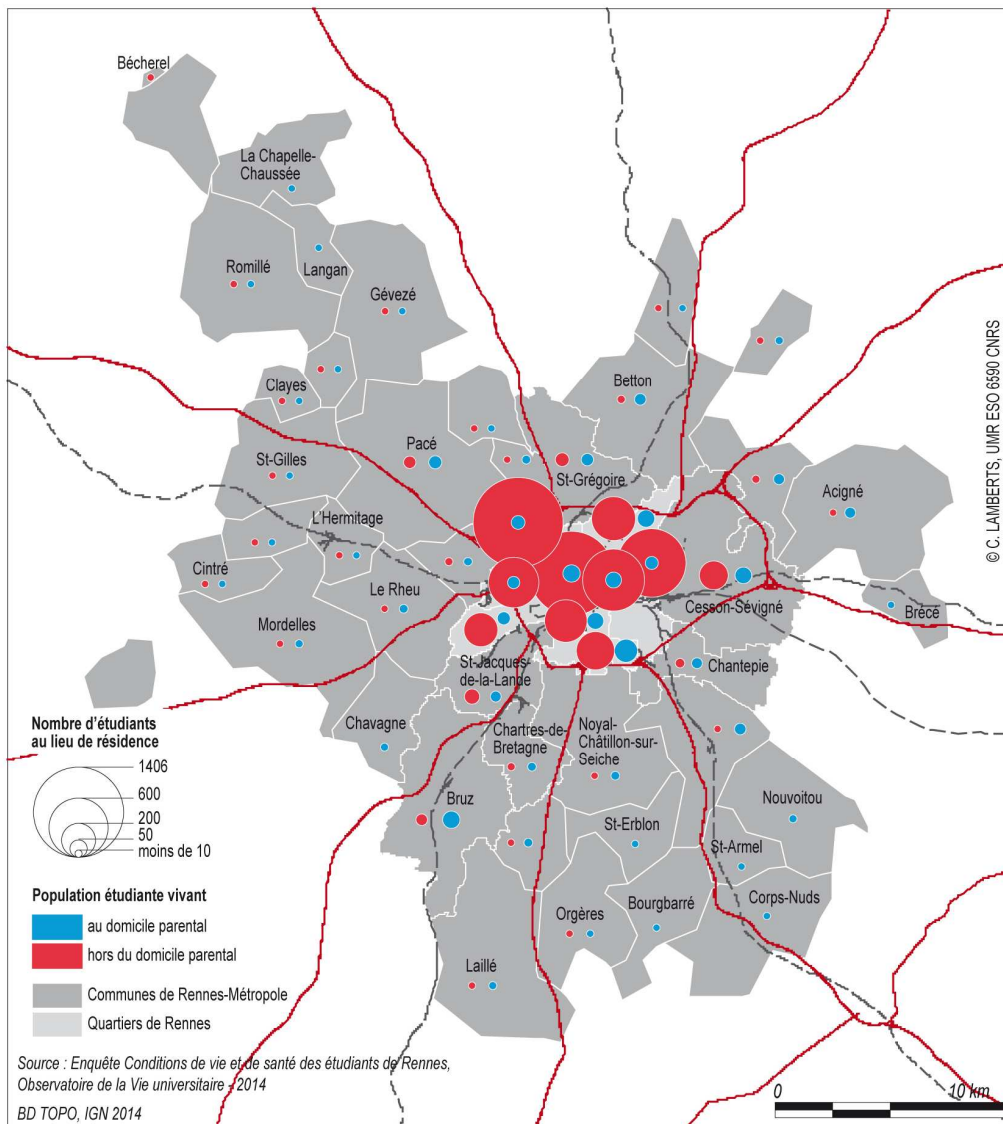 Bécherel
La Chapelle-
Chaussée
Romillé
Langan
Gévezé
Clayes
Betton
Pacé
St-Grégoire
St-Gilles
Acigné
L'Hermitage
Cintré
Le Rheu
Cesson-Sévigné
Brécé
Mordelles
St-Jacques-
de-la-Lande
Chantepie
Chavagne
Chartres-de-
Bretagne
Noyal-
Châtillon-sur-
Seiche
Bruz
Nouvoitou
St-Erblon
St-Armel
Orgères
Bourgbarré
Corps-Nuds
Laillé
© C. LAMBERTS, UMR ESO 6590 CNRS
Nombre d'étudiants
au lieu de résidence
1406
600
200
50
moins de 10
Population étudiante vivant
au domicile parental
hors du domicile parental
Communes de Rennes-Métropole
Quartiers de Rennes
Source : Enquête Conditions de vie et de santé des étudiants de Rennes,
Observatoire de la Vie universitaire - 2014
BD TOPO, IGN 2014
0 10 km